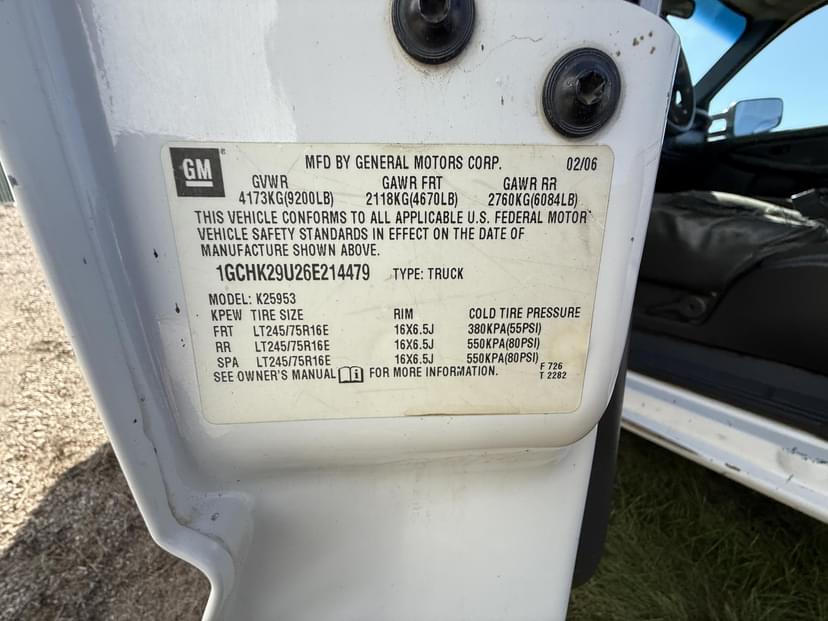 GM
MFD BY GENERAL MOTORS CORP. 02/06
GVWR GAWR FRT GAWR RR
4173KG(9200LB) 2118KG(4670LB) 2760KG(6084LB)
THIS VEHICLE CONFORMS TO ALL APPLICABLE U.S. FEDERAL MOTOR
VEHICLE SAFETY STANDARDS IN EFFECT ON THE DATE OF
MANUFACTURE SHOWN ABOVE.
1GCHK29U26E214479 TYPE: TRUCK
MODEL: K25953
KPEW TIRE SIZE RIM COLD TIRE PRESSURE
FRT LT245/75R16E 16X6.5J 380KPA(55PSI)
RR LT245/75R16E 16X6.5J 550KPA(80PSI)
SPA LT245/75R16E 16X6.5J 550KPA(80PSI)
SEE OWNER'S MANUAL FOR MORE INFORMATION.
F 726
T 2282